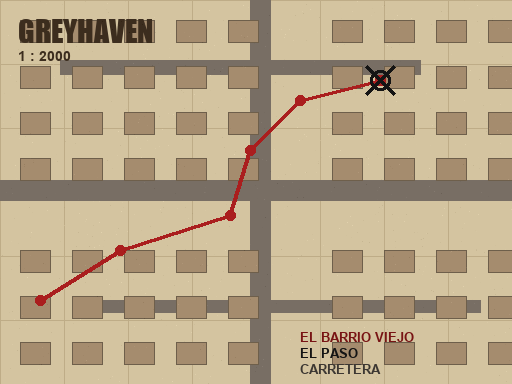 GREYHAVEN
1 : 2000
EL BARRIO VIEJO
EL PASO
CARRETERA